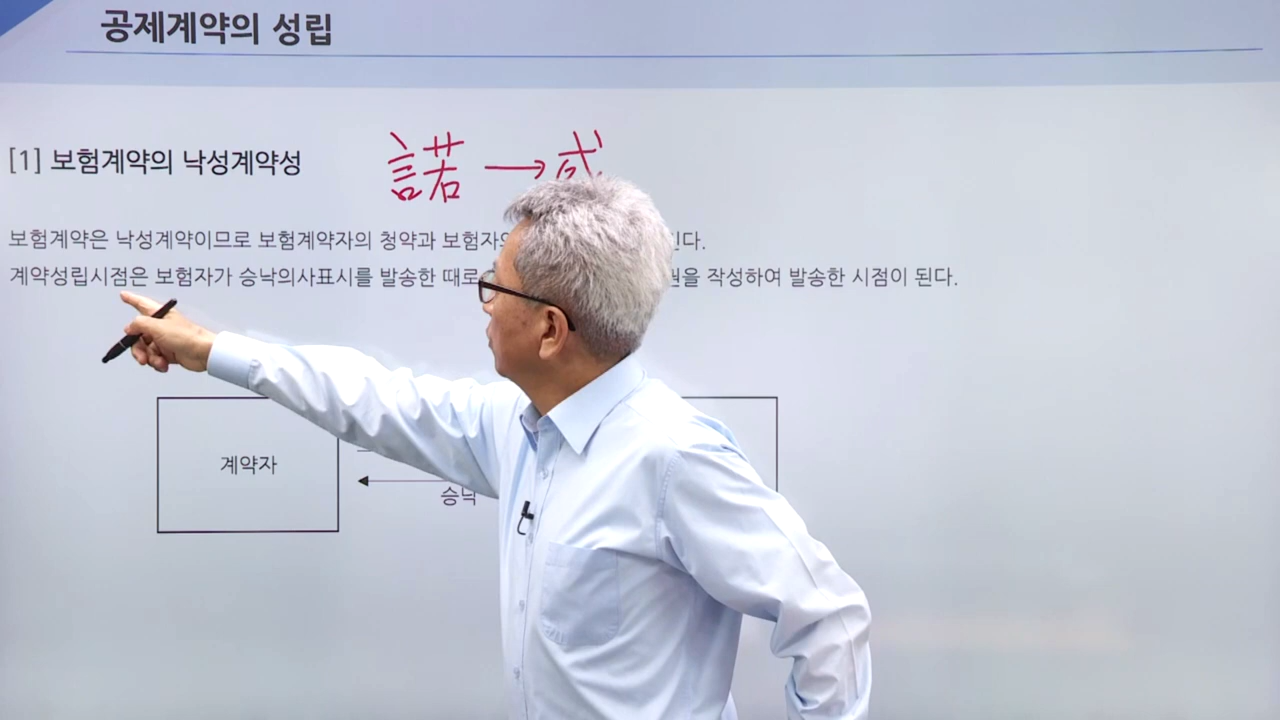 공제계약의 성립
[1] 보험계약의 낙성계약성 諾 → 成
보험계약은 낙성계약이므로 보험계약자의 청약과 보험자의 된다.
계약성립시점은 보험자가 승낙의사표시를 발송한 때로 을 작성하여 발송한 시점이 된다.
계약자
승낙